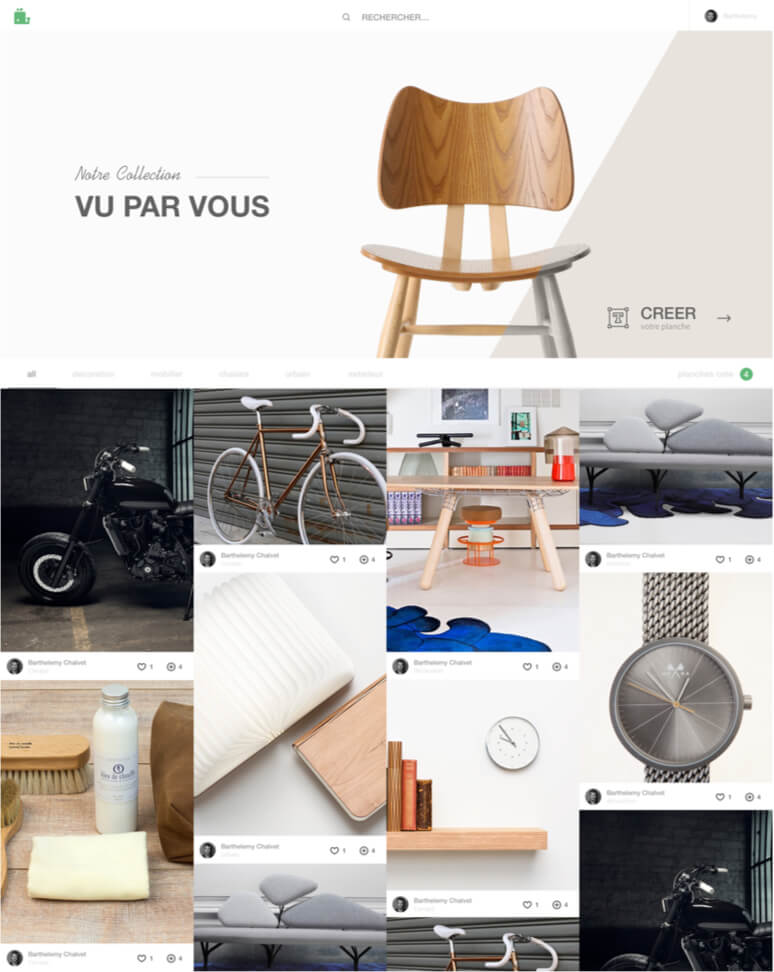 RECHERCHER...
Barthelemy
Notre Collection
VU PAR VOUS
CREER
votre planche
all
decoration
mobilier
chaises
urbain
exterieur
4
Barthelemy Chalvet
1
4
Barthelemy Chalvet
1
4
Barthelemy Chalvet
1
4
Barthelemy Chalvet
1
4
Barthelemy Chalvet
1
4
Barthelemy Chalvet
1
4
Barthelemy Chalvet
1
4
Barthelemy Chalvet
1
4